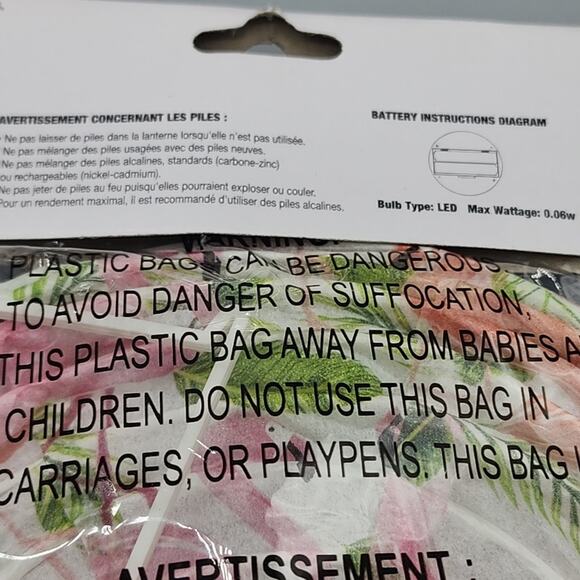 AVERTISSEMENT CONCERNANT LES PILES :
Ne pas laisser de piles dans la lanterne lorsqu'elle n'est pas utilisée.
Ne pas mélanger des piles usagées avec des piles neuves.
Ne pas mélanger des piles alcalines, standards (carbone-zinc)
ou rechargeables (nickel-cadmium).
Ne pas jeter de piles au feu puisqu'elles pourraient exploser ou couler.
Pour un rendement maximal, il est recommandé d'utiliser des piles alcalines.
BATTERY INSTRUCTIONS DIAGRAM
Bulb Type: LED Max Wattage: 0.06w
WARNING:
PLASTIC BAGS CAN BE DANGEROUS.
TO AVOID DANGER OF SUFFOCATION,
THIS PLASTIC BAG AWAY FROM BABIES A
CHILDREN. DO NOT USE THIS BAG IN
CARRIAGES, OR PLAYPENS. THIS BAG
AVERTISSEMENT :